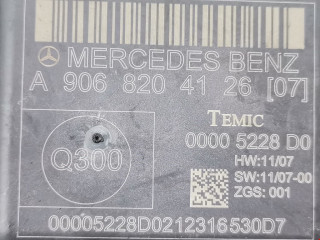 MERCEDES BENZ
A 906 820 41 26 [07]
TEMIC
0000 5228 D0
Q300
HW:11/07
SW:11/07-00
ZGS: 001
00005228D0212316530D7